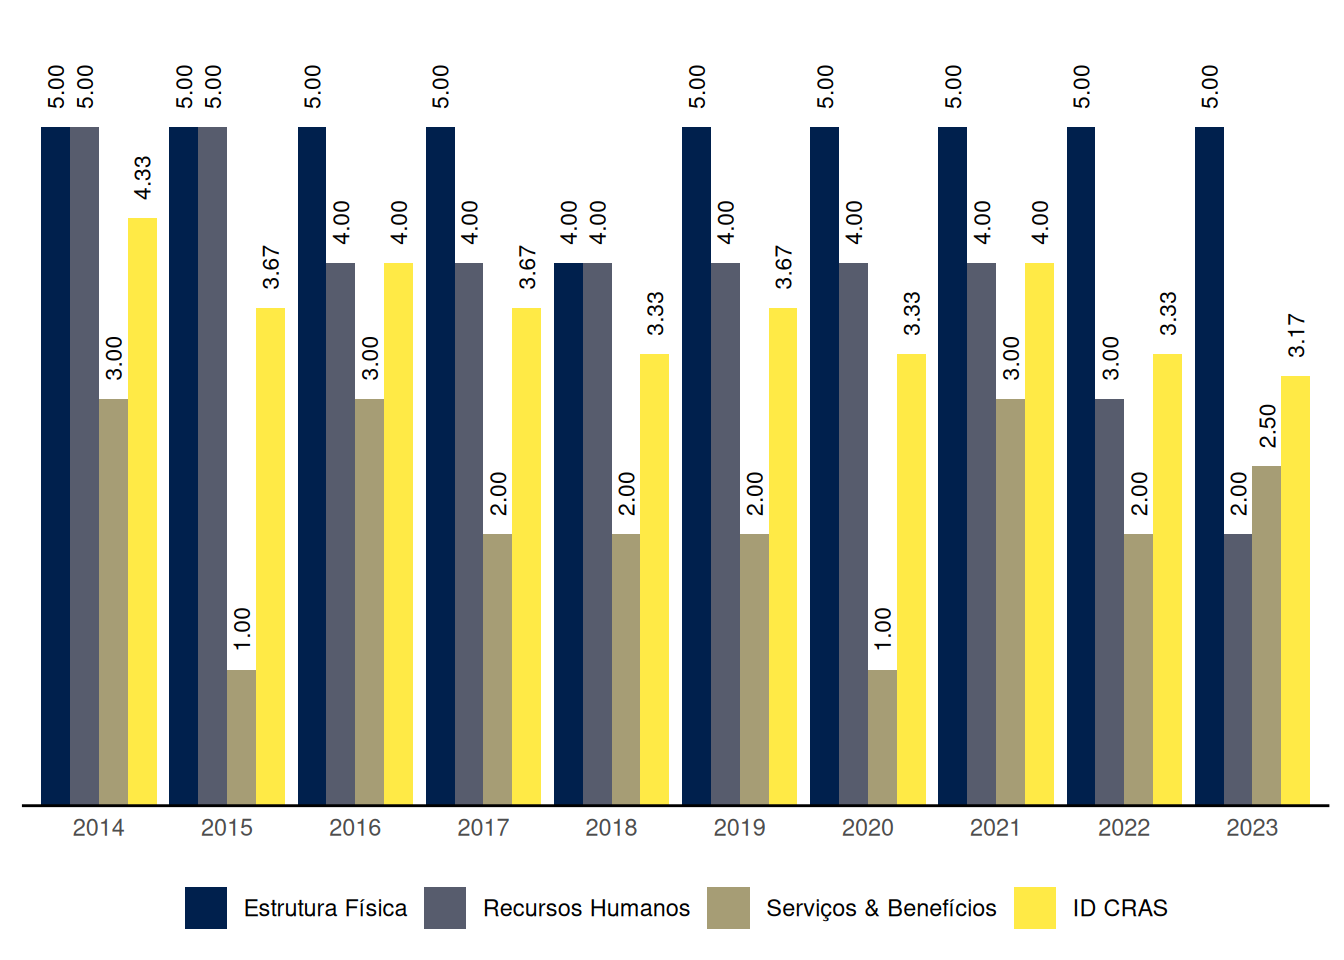 5.00 5.00 3.00 4.33
5.00 5.00 1.00 3.67
5.00 4.00 3.00 4.00
5.00 4.00 2.00 3.67
4.00 4.00 2.00 3.33
5.00 4.00 2.00 3.67
5.00 4.00 1.00 3.33
5.00 4.00 3.00 4.00
5.00 3.00 2.00 3.33
5.00 2.00 2.50 3.17
2014 2015 2016 2017 2018 2019 2020 2021 2022 2023
Estrutura Física Recursos Humanos Serviços & Benefícios ID CRAS